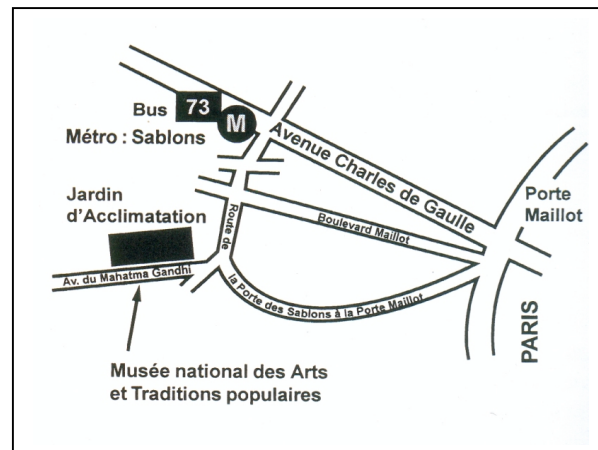 Bus 73
M
Métro : Sablons
Avenue Charles de Gaulle
Porte
Maillot
Jardin
d'Acclimatation
Boulevard Maillot
Route de
la Porte des Sablons à la Porte Maillot
Av. du Mahatma Gandhi
PARIS
Musée national des Arts
et Traditions populaires